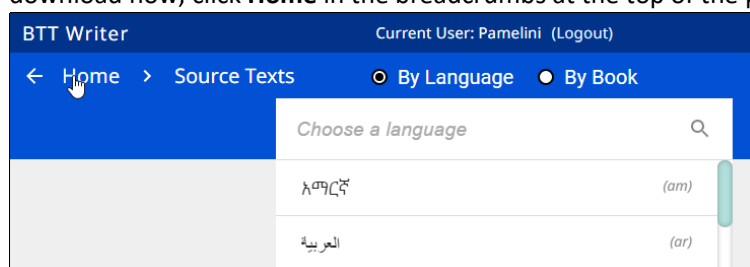 download now, click Home in the breadcrumbs at the top of the p
BTT Writer Current User: Pamelini (Logout)
← Home > Source Texts By Language By Book
Choose a language
አማርኛ (am)
العربية (ar)